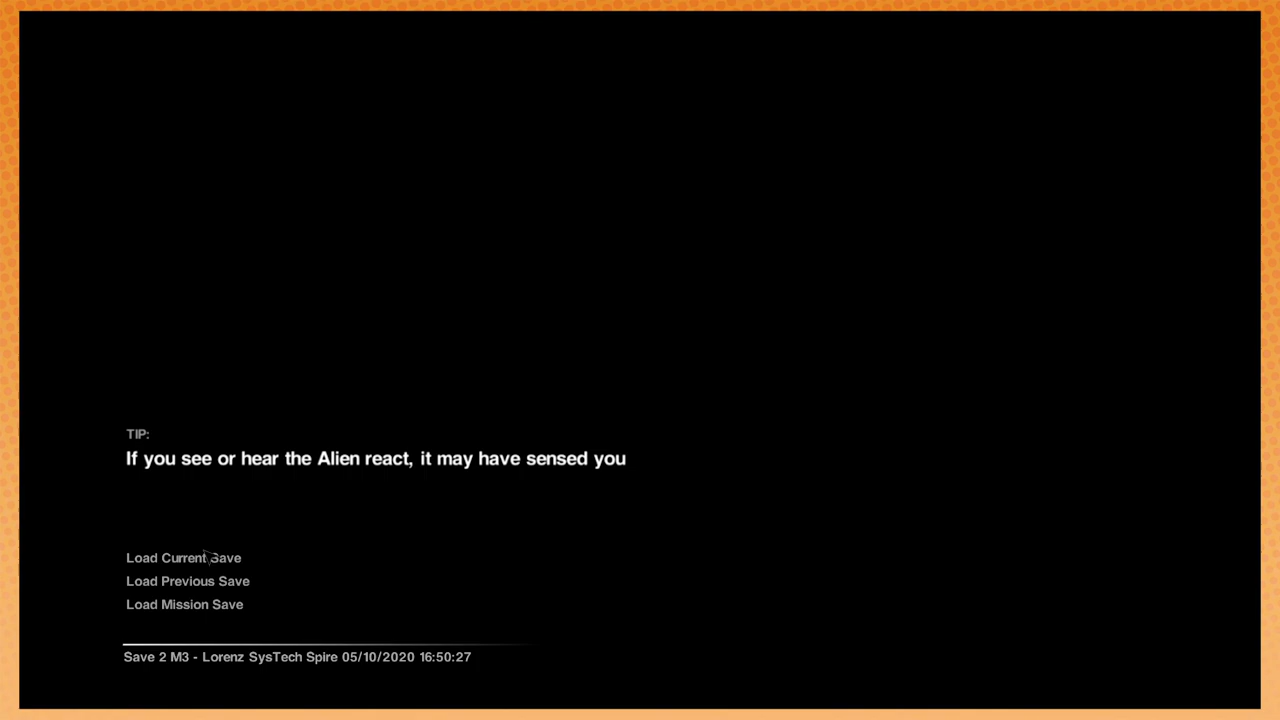 TIP:
If you see or hear the Alien react, it may have sensed you
Load Current Save
Load Previous Save
Load Mission Save
Save 2 M3 - Lorenz SysTech Spire 05/10/2020 16:50:27